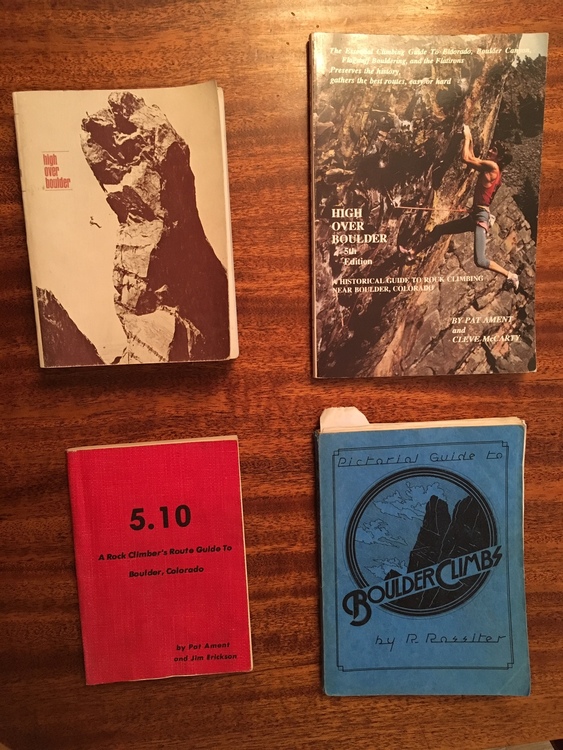 high
over
boulder
The Essential Climbing Guide To Eldorado, Boulder Canyon,
Flagstaff Bouldering, and the Flatirons
Preserves the history,
gathers the best routes, easy or hard
HIGH
OVER
BOULDER
5th
Edition
A HISTORICAL GUIDE TO ROCK CLIMBING
NEAR BOULDER, COLORADO
BY PAT AMENT
and
CLEVE McCARTY
5.10
A Rock Climber's Route Guide To
Boulder, Colorado
by Pat Ament
and Jim Erickson
Pictorial Guide to
BOULDER CLIMBS
by R. Rossiter